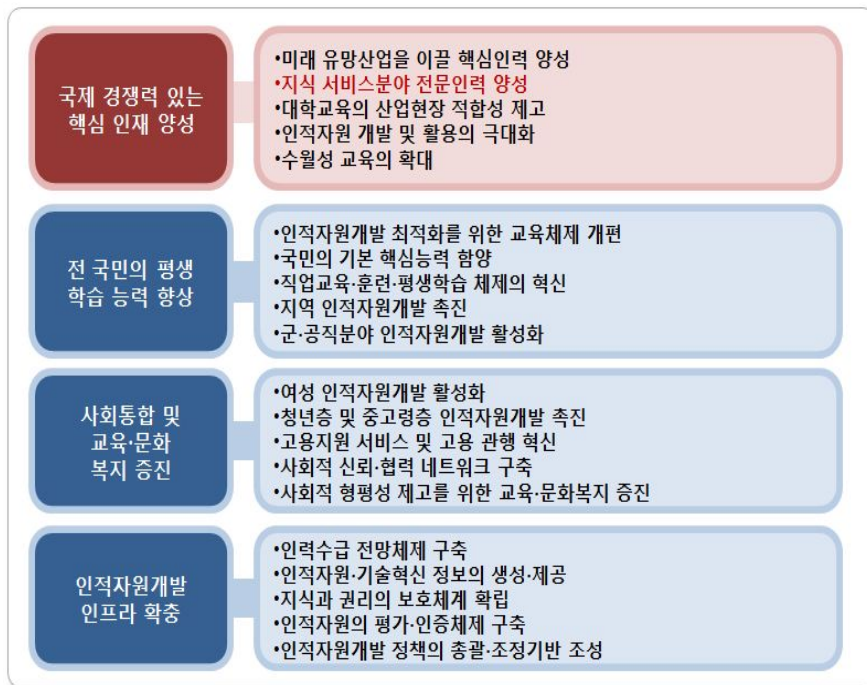 국제 경쟁력 있는
핵심 인재 양성
•미래 유망산업을 이끌 핵심인력 양성
•지식 서비스분야 전문인력 양성
•대학교육의 산업현장 적합성 제고
•인적자원 개발 및 활용의 극대화
•수월성 교육의 확대
전 국민의 평생
학습 능력 향상
•인적자원개발 최적화를 위한 교육체제 개편
•국민의 기본 핵심능력 함양
•직업교육·훈련·평생학습 체제의 혁신
•지역 인적자원개발 촉진
•군·공직분야 인적자원개발 활성화
사회통합 및
교육·문화
복지 증진
•여성 인적자원개발 활성화
•청년층 및 중고령층 인적자원개발 촉진
•고용지원 서비스 및 고용 관행 혁신
•사회적 신뢰·협력 네트워크 구축
•사회적 형평성 제고를 위한 교육·문화복지 증진
인적자원개발
인프라 확충
•인력수급 전망체제 구축
•인적자원·기술혁신 정보의 생성·제공
•지식과 권리의 보호체계 확립
•인적자원의 평가·인증체제 구축
•인적자원개발 정책의 총괄·조정기반 조성